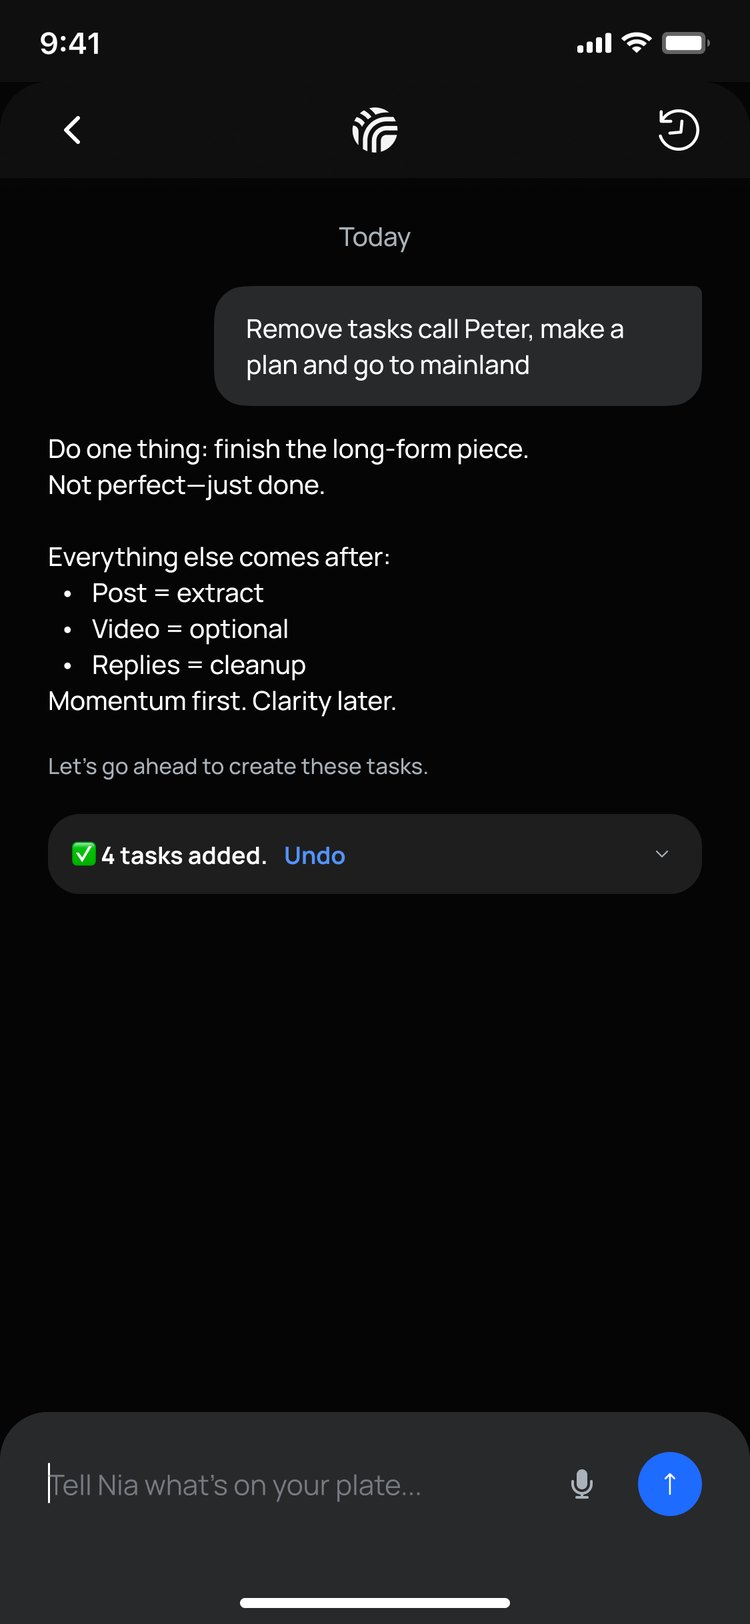 9:41
Today
Remove tasks call Peter, make a
plan and go to mainland
Do one thing: finish the long-form piece.
Not perfect—just done.
Everything else comes after:
• Post = extract
• Video = optional
• Replies = cleanup
Momentum first. Clarity later.
Let’s go ahead to create these tasks.
✅ 4 tasks added. Undo
Tell Nia what’s on your plate...